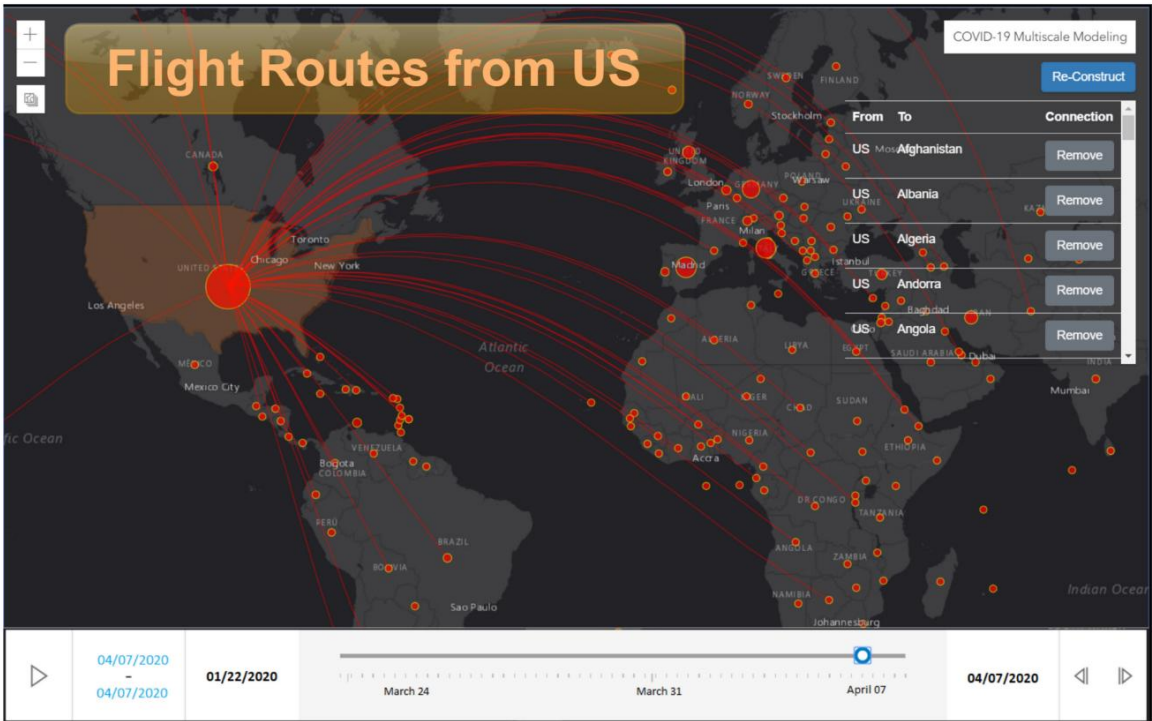 Flight Routes from US
COVID-19 Multiscale Modeling
Re-Construct
From To Connection
US Afghanistan Remove
US Albania Remove
US Algeria Remove
US Andorra Remove
US Angola Remove
SWEDEN
FINLAND
NORWAY
Stockholm
CANADA
UNITED
KINGDOM
London
GERMANY
POLAND
Warsaw
Paris
UKRAINE
FRANCE
Milan
Toronto
Chicago
New York
UNITED STATES
Los Angeles
Madrid
Istanbul
GREECE
TURKEY
Baghdad
IRAN
Atlantic
Ocean
ALGERIA
LIBYA
EGYPT
SAUDI ARABIA
Dubai
INDIA
MÉXICO
Mexico City
Mumbai
MALI
NIGER
CHAD
SUDAN
fic Ocean
VENEZUELA
NIGERIA
ETHIOPIA
Bogota
COLOMBIA
Accra
DR CONGO
TANZANIA
PERÚ
BRAZIL
ANGOLA
ZAMBIA
BOLIVIA
NAMIBIA
Indian Ocean
Sao Paulo
Johannesburg
04/07/2020
–
04/07/2020
01/22/2020
March 24
March 31
April 07
04/07/2020